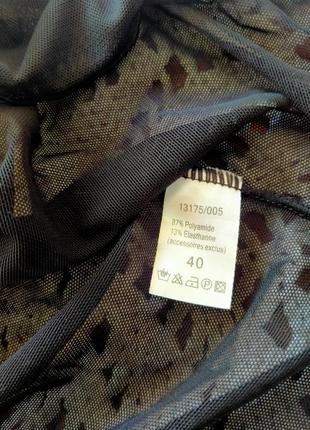 13175/005
87% Polyamide
13% Elasthanne
(accessoires exclus)
40